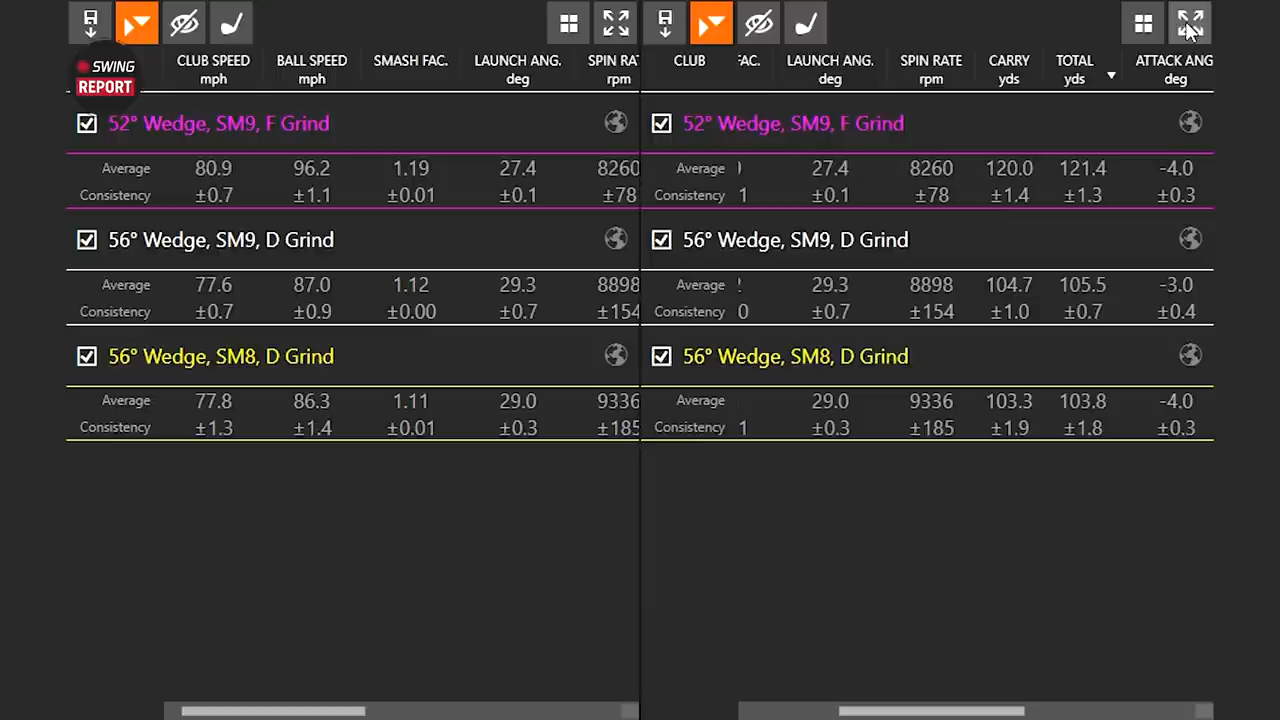 SWING
REPORT
CLUB SPEED BALL SPEED SMASH FAC. LAUNCH ANG. SPIN RA
mph mph deg rpm
52° Wedge, SM9, F Grind
Average 80.9 96.2 1.19 27.4 8260
Consistency ±0.7 ±1.1 ±0.01 ±0.1 ±78
56° Wedge, SM9, D Grind
Average 77.6 87.0 1.12 29.3 8898
Consistency ±0.7 ±0.9 ±0.00 ±0.7 ±154
56° Wedge, SM8, D Grind
Average 77.8 86.3 1.11 29.0 9336
Consistency ±1.3 ±1.4 ±0.01 ±0.3 ±185
CLUB FAC. LAUNCH ANG. SPIN RATE CARRY TOTAL ATTACK ANG
deg rpm yds yds deg
52° Wedge, SM9, F Grind
Average 27.4 8260 120.0 121.4 -4.0
Consistency 1 ±0.1 ±78 ±1.4 ±1.3 ±0.3
56° Wedge, SM9, D Grind
Average 29.3 8898 104.7 105.5 -3.0
Consistency 0 ±0.7 ±154 ±1.0 ±0.7 ±0.4
56° Wedge, SM8, D Grind
Average 29.0 9336 103.3 103.8 -4.0
Consistency 1 ±0.3 ±185 ±1.9 ±1.8 ±0.3